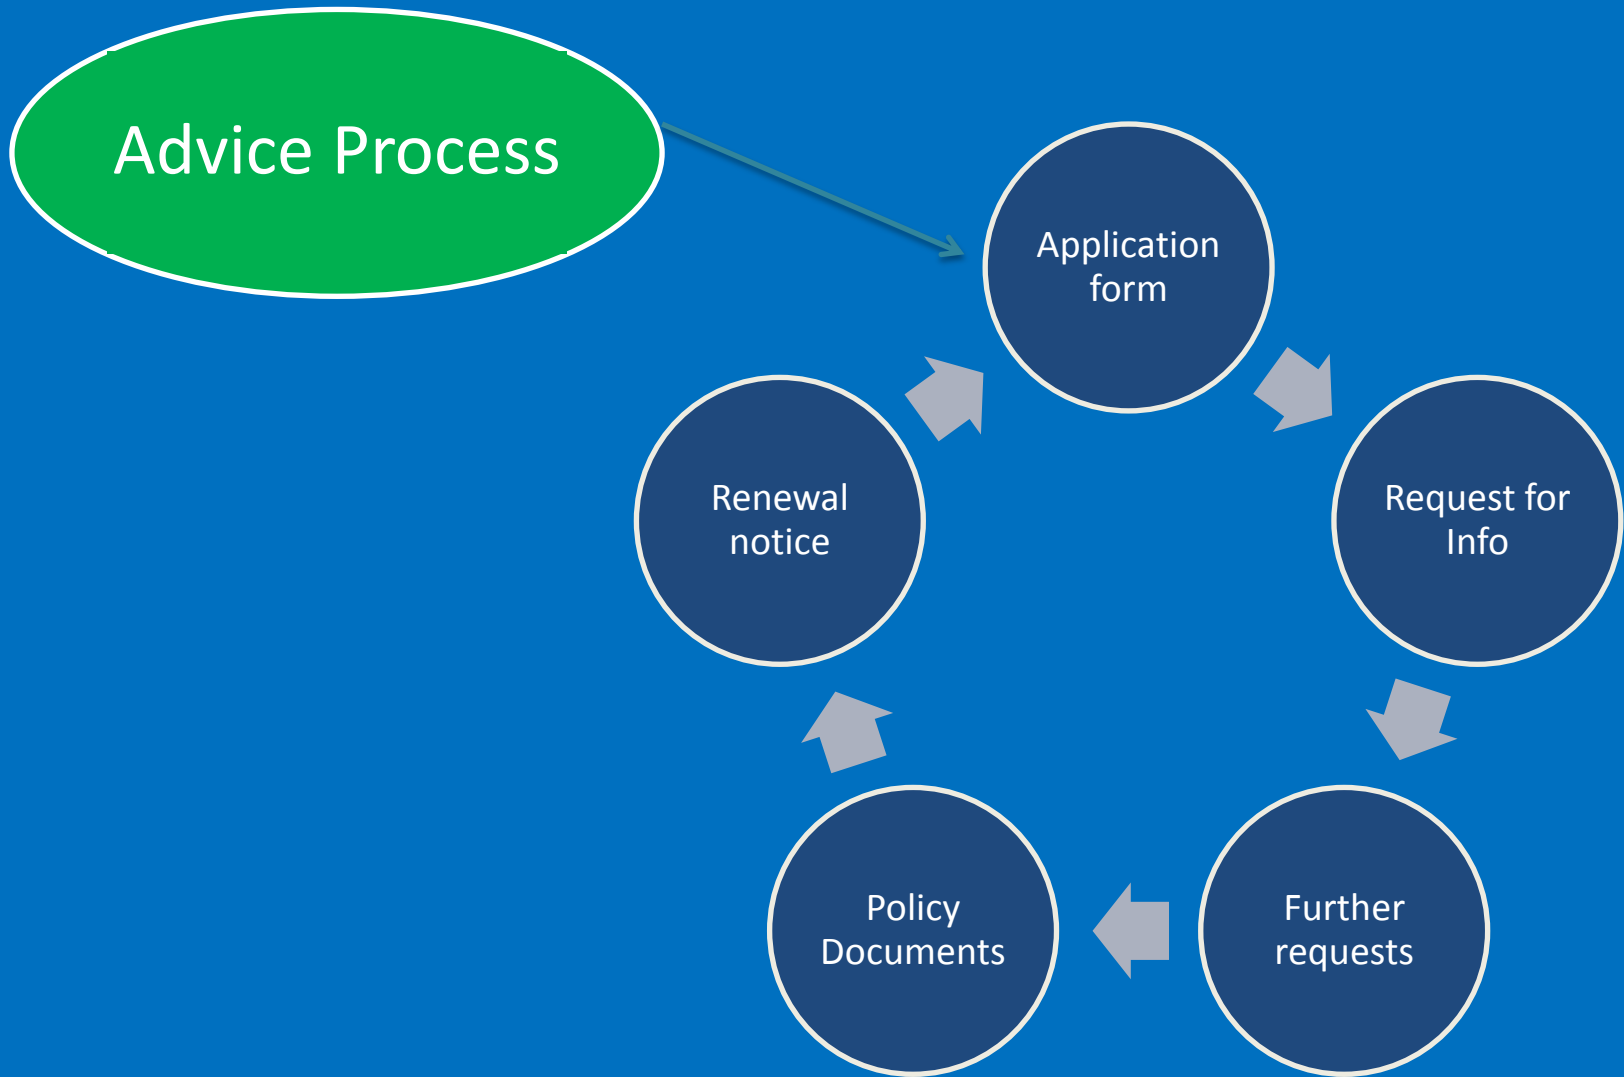 Advice Process
Application
form
Request for
Info
Further
requests
Policy
Documents
Renewal
notice